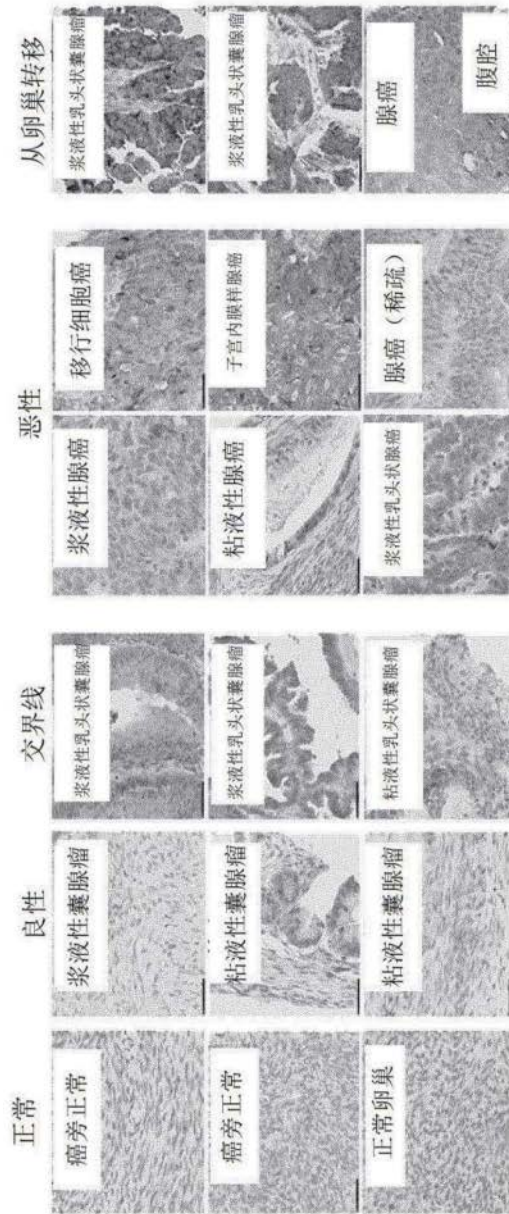 正常
良性
交界线
恶性
从卵巢转移
癌旁正常
浆液性囊腺瘤
浆液性乳头状囊腺瘤
浆液性腺癌
移行细胞癌
浆液性乳头状囊腺瘤
癌旁正常
粘液性囊腺瘤
浆液性乳头状囊腺瘤
粘液性腺癌
子宫内膜样腺癌
浆液性乳头状囊腺瘤
正常卵巢
粘液性囊腺瘤
粘液性乳头状囊腺瘤
浆液性乳头状腺癌
腺癌（稀疏）
腺癌
腹腔